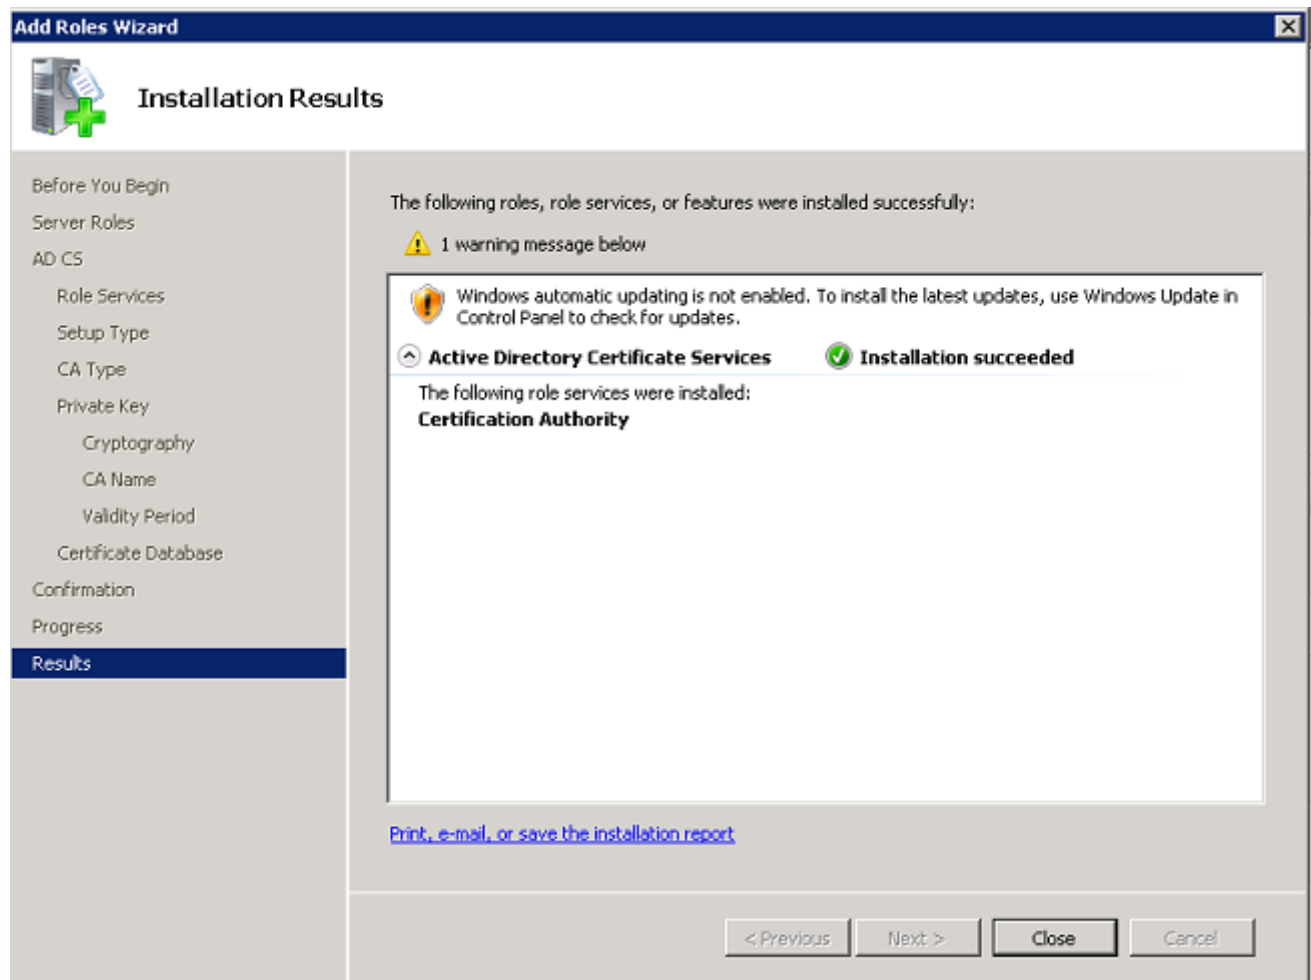 Add Roles Wizard
Installation Results
Before You Begin
Server Roles
AD CS
Role Services
Setup Type
CA Type
Private Key
Cryptography
CA Name
Validity Period
Certificate Database
Confirmation
Progress
Results
The following roles, role services, or features were installed successfully:
1 warning message below
Windows automatic updating is not enabled. To install the latest updates, use Windows Update in
Control Panel to check for updates.
Active Directory Certificate Services Installation succeeded
The following role services were installed:
Certification Authority
Print, e-mail, or save the installation report
< Previous Next > Close Cancel